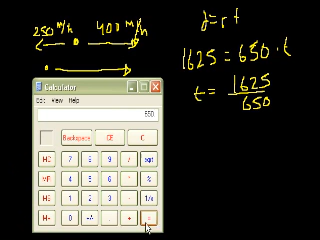 250 m/h 400 m/h
d = r t
1625 = 650 · t
t = 1625/650
Calculator
Edit View Help
650
Backspace CE C
MC 7 8 9 / sqrt
MR 4 5 6 * %
MS 1 2 3 - 1/x
M+ 0 +/- . + =